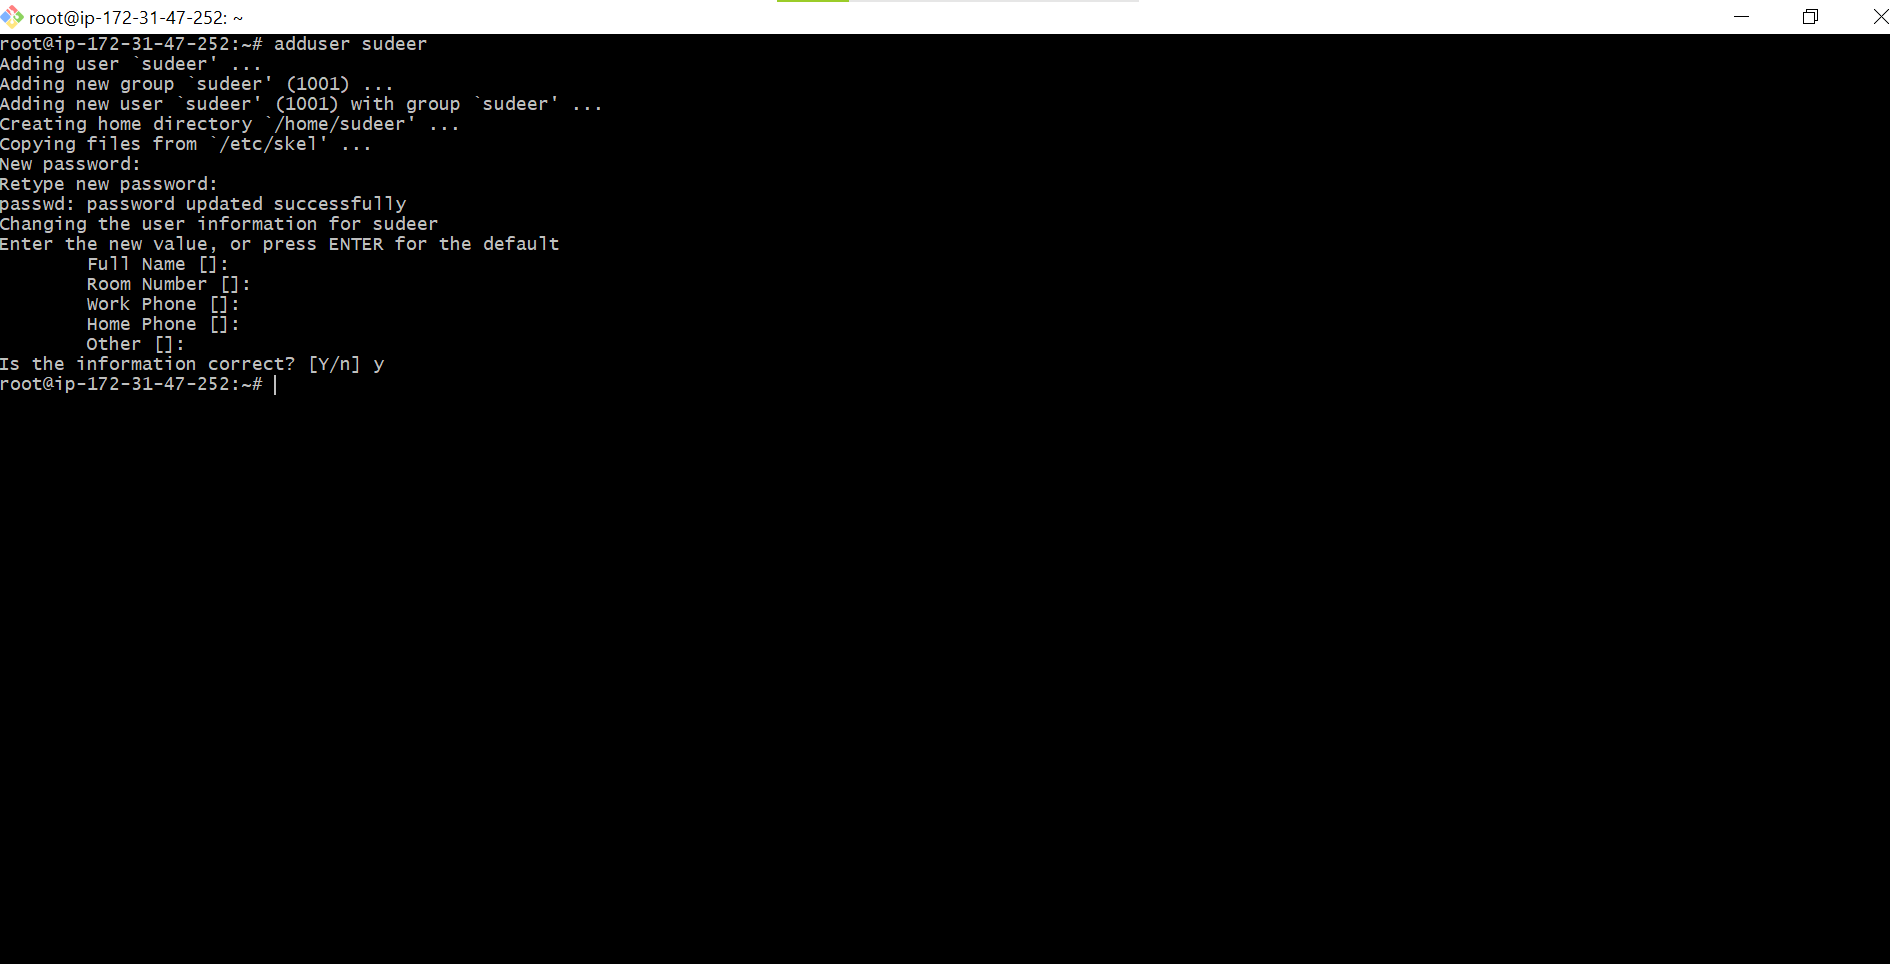 root@ip-172-31-47-252: ~
root@ip-172-31-47-252:~# adduser sudeer
Adding user `sudeer' ...
Adding new group `sudeer' (1001) ...
Adding new user `sudeer' (1001) with group `sudeer' ...
Creating home directory `/home/sudeer' ...
Copying files from `/etc/skel' ...
New password:
Retype new password:
passwd: password updated successfully
Changing the user information for sudeer
Enter the new value, or press ENTER for the default
        Full Name []:
        Room Number []:
        Work Phone []:
        Home Phone []:
        Other []:
Is the information correct? [Y/n] y
root@ip-172-31-47-252:~#